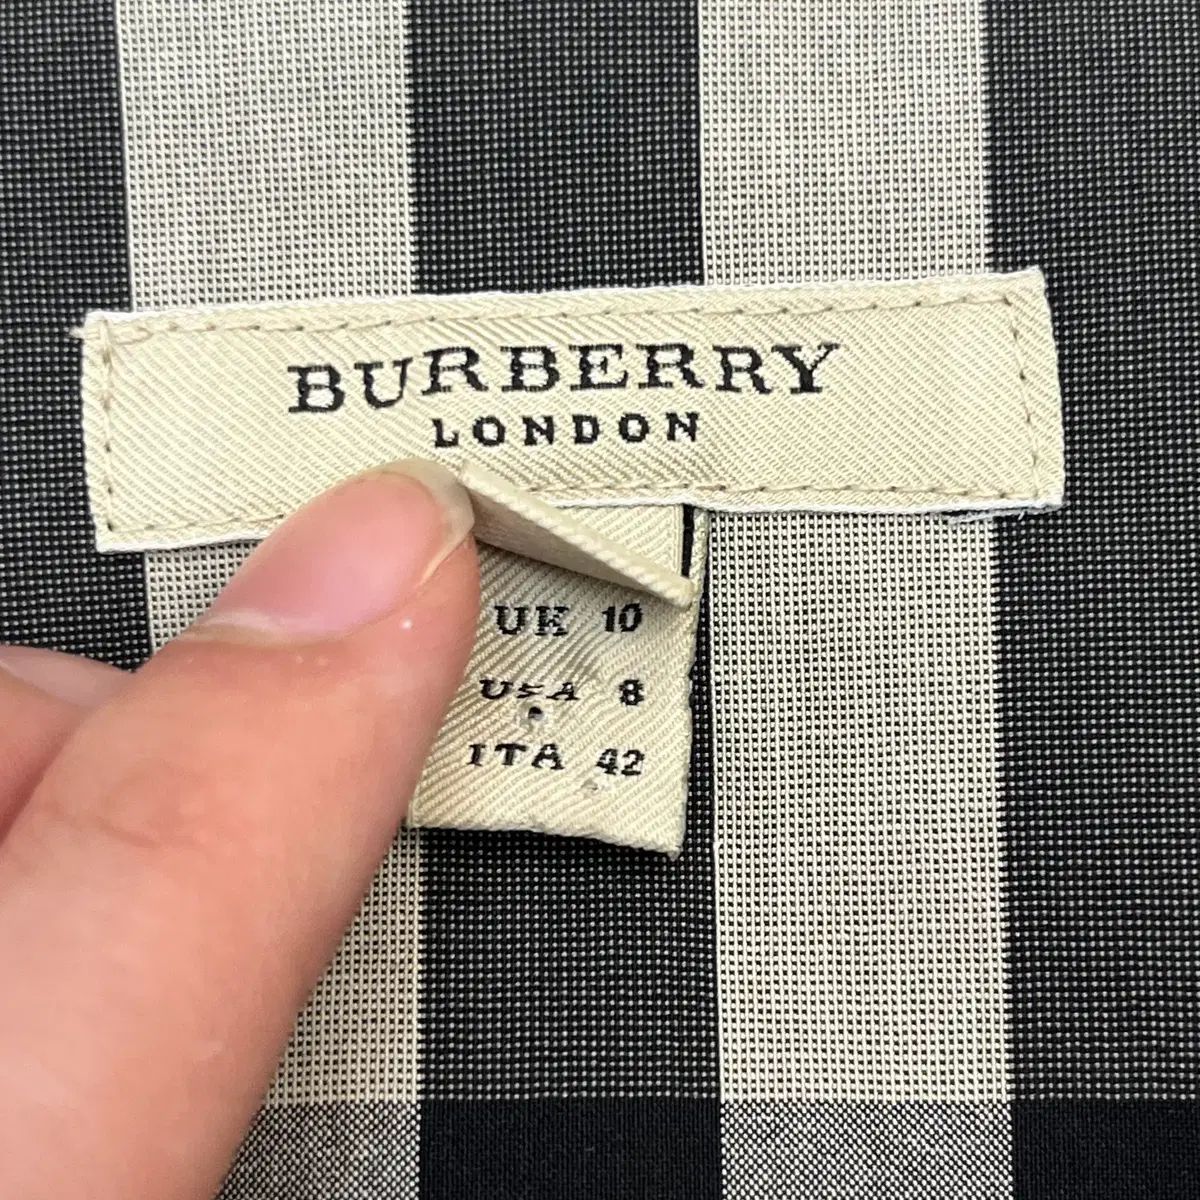 BURBERRY
LONDON
UK 10
USA 8
ITA 42